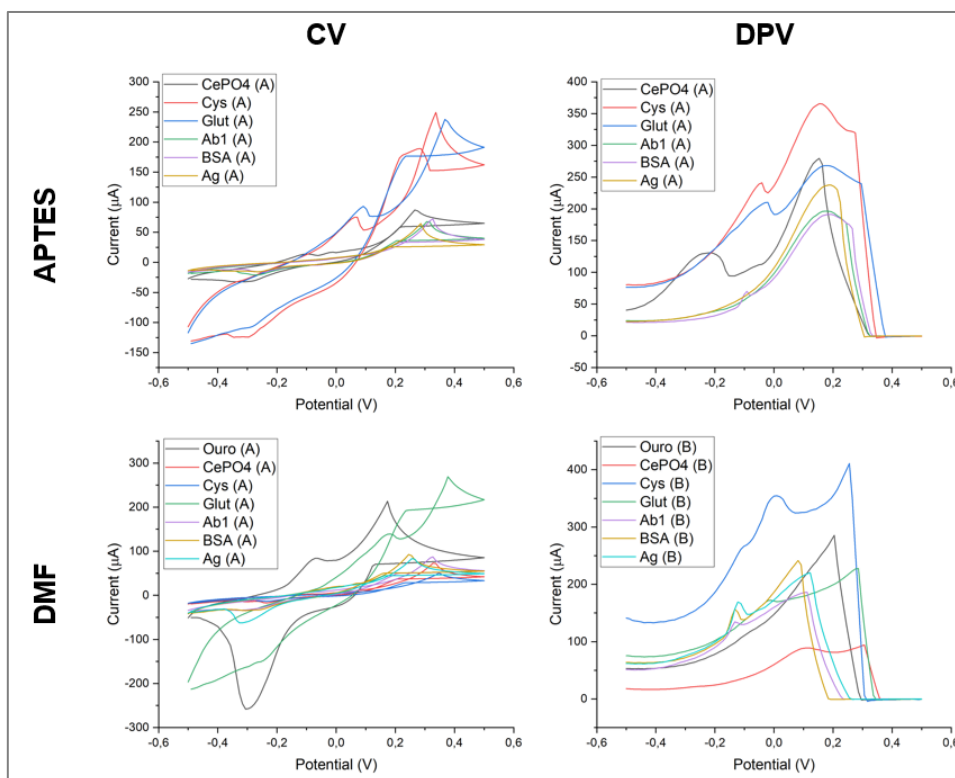 CV
DPV
APTES
CePO4 (A)
Cys (A)
Glut (A)
Ab1 (A)
BSA (A)
Ag (A)
Current (µA)
250
200
150
100
50
0
-50
-100
-150
-0,6
-0,4
-0,2
0,0
0,2
0,4
0,6
Potential (V)
CePO4 (A)
Cys (A)
Glut (A)
Ab1 (A)
BSA (A)
Ag (A)
Current (µA)
400
350
300
250
200
150
100
50
0
50
-0,6
-0,4
-0,2
0,0
0,2
0,4
0,6
Potential (V)
DMF
Ouro (A)
CePO4 (A)
Cys (A)
Glut (A)
Ab1 (A)
BSA (A)
Ag (A)
Current (µA)
300
200
100
0
-100
-200
-300
-0,6
-0,4
-0,2
0,0
0,2
0,4
0,6
Potential (V)
Ouro (B)
CePO4 (B)
Cys (B)
Glut (B)
Ab1 (B)
BSA (B)
Ag (B)
Current (µA)
400
300
200
100
0
-0,6
-0,4
-0,2
0,0
0,2
0,4
0,6
Potential (V)